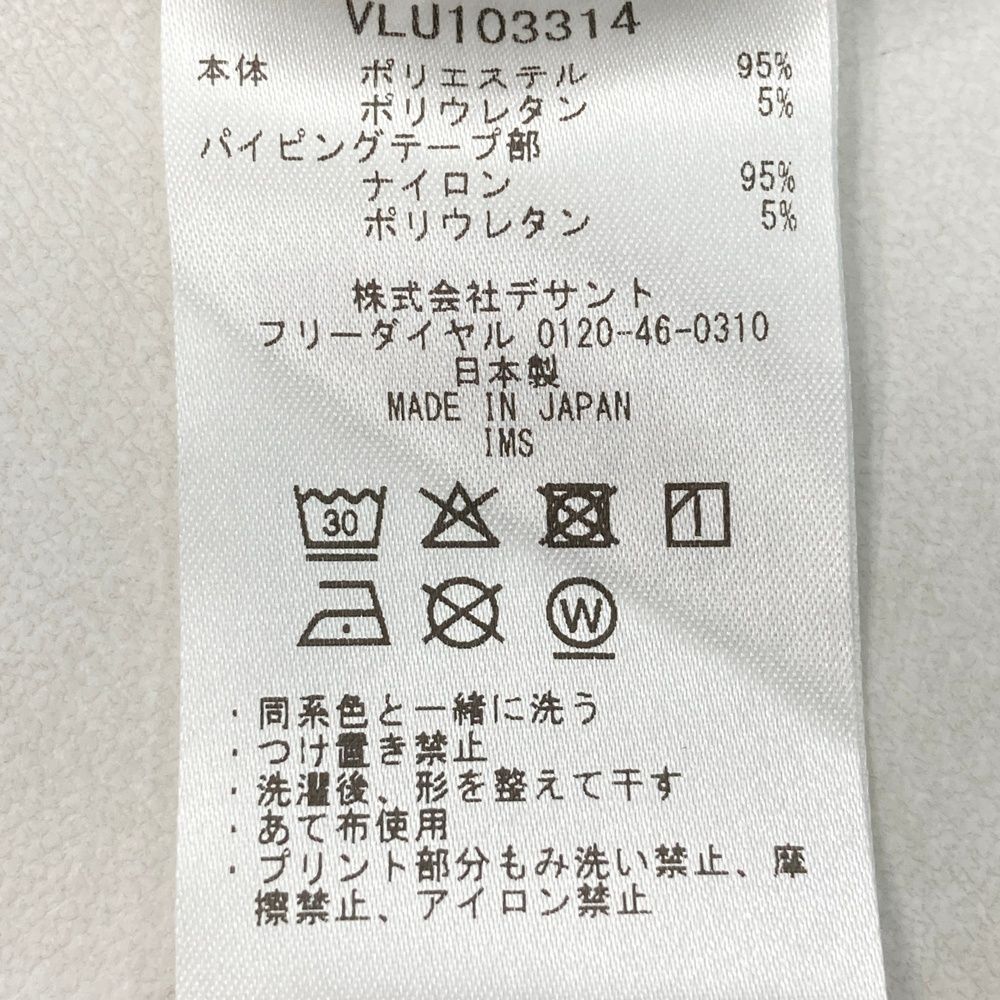 VLU103314
本体 ポリエステル 95%
ポリウレタン 5%
パイピングテープ部
ナイロン 95%
ポリウレタン 5%
株式会社デサント
フリーダイヤル 0120-46-0310
日本製
MADE IN JAPAN
IMS
30
W
・同系色と一緒に洗う
・つけ置き禁止
・洗濯後、形を整えて干す
・あて布使用
・プリント部分もみ洗い禁止、摩
擦禁止、アイロン禁止